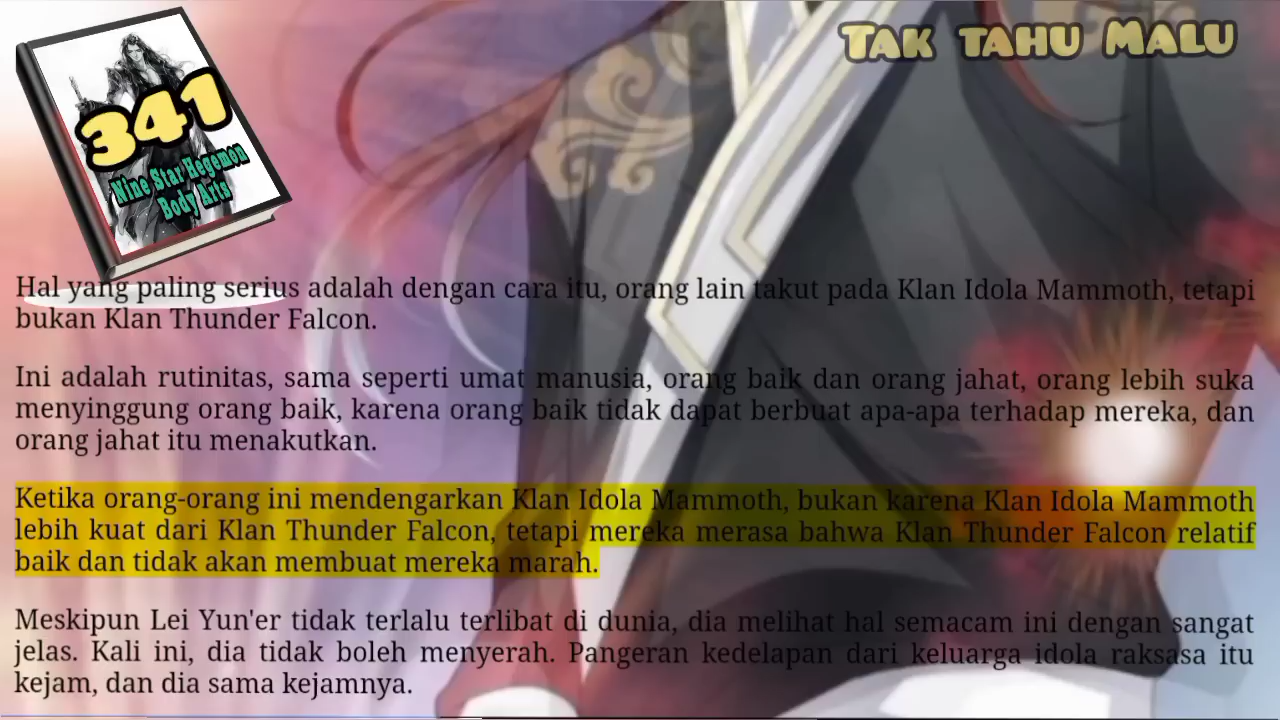 Tak tahu Malu
341
Nine Star Hegemon
Body Arts
Hal yang paling serius adalah dengan cara itu, orang lain takut pada Klan Idola Mammoth, tetapi
bukan Klan Thunder Falcon.
Ini adalah rutinitas, sama seperti umat manusia, orang baik dan orang jahat, orang lebih suka
menyinggung orang baik, karena orang baik tidak dapat berbuat apa-apa terhadap mereka, dan
orang jahat itu menakutkan.
Ketika orang-orang ini mendengarkan Klan Idola Mammoth, bukan karena Klan Idola Mammoth
lebih kuat dari Klan Thunder Falcon, tetapi mereka merasa bahwa Klan Thunder Falcon relatif
baik dan tidak akan membuat mereka marah.
Meskipun Lei Yun'er tidak terlalu terlibat di dunia, dia melihat hal semacam ini dengan sangat
jelas. Kali ini, dia tidak boleh menyerah. Pangeran kedelapan dari keluarga idola raksasa itu
kejam, dan dia sama kejamnya.